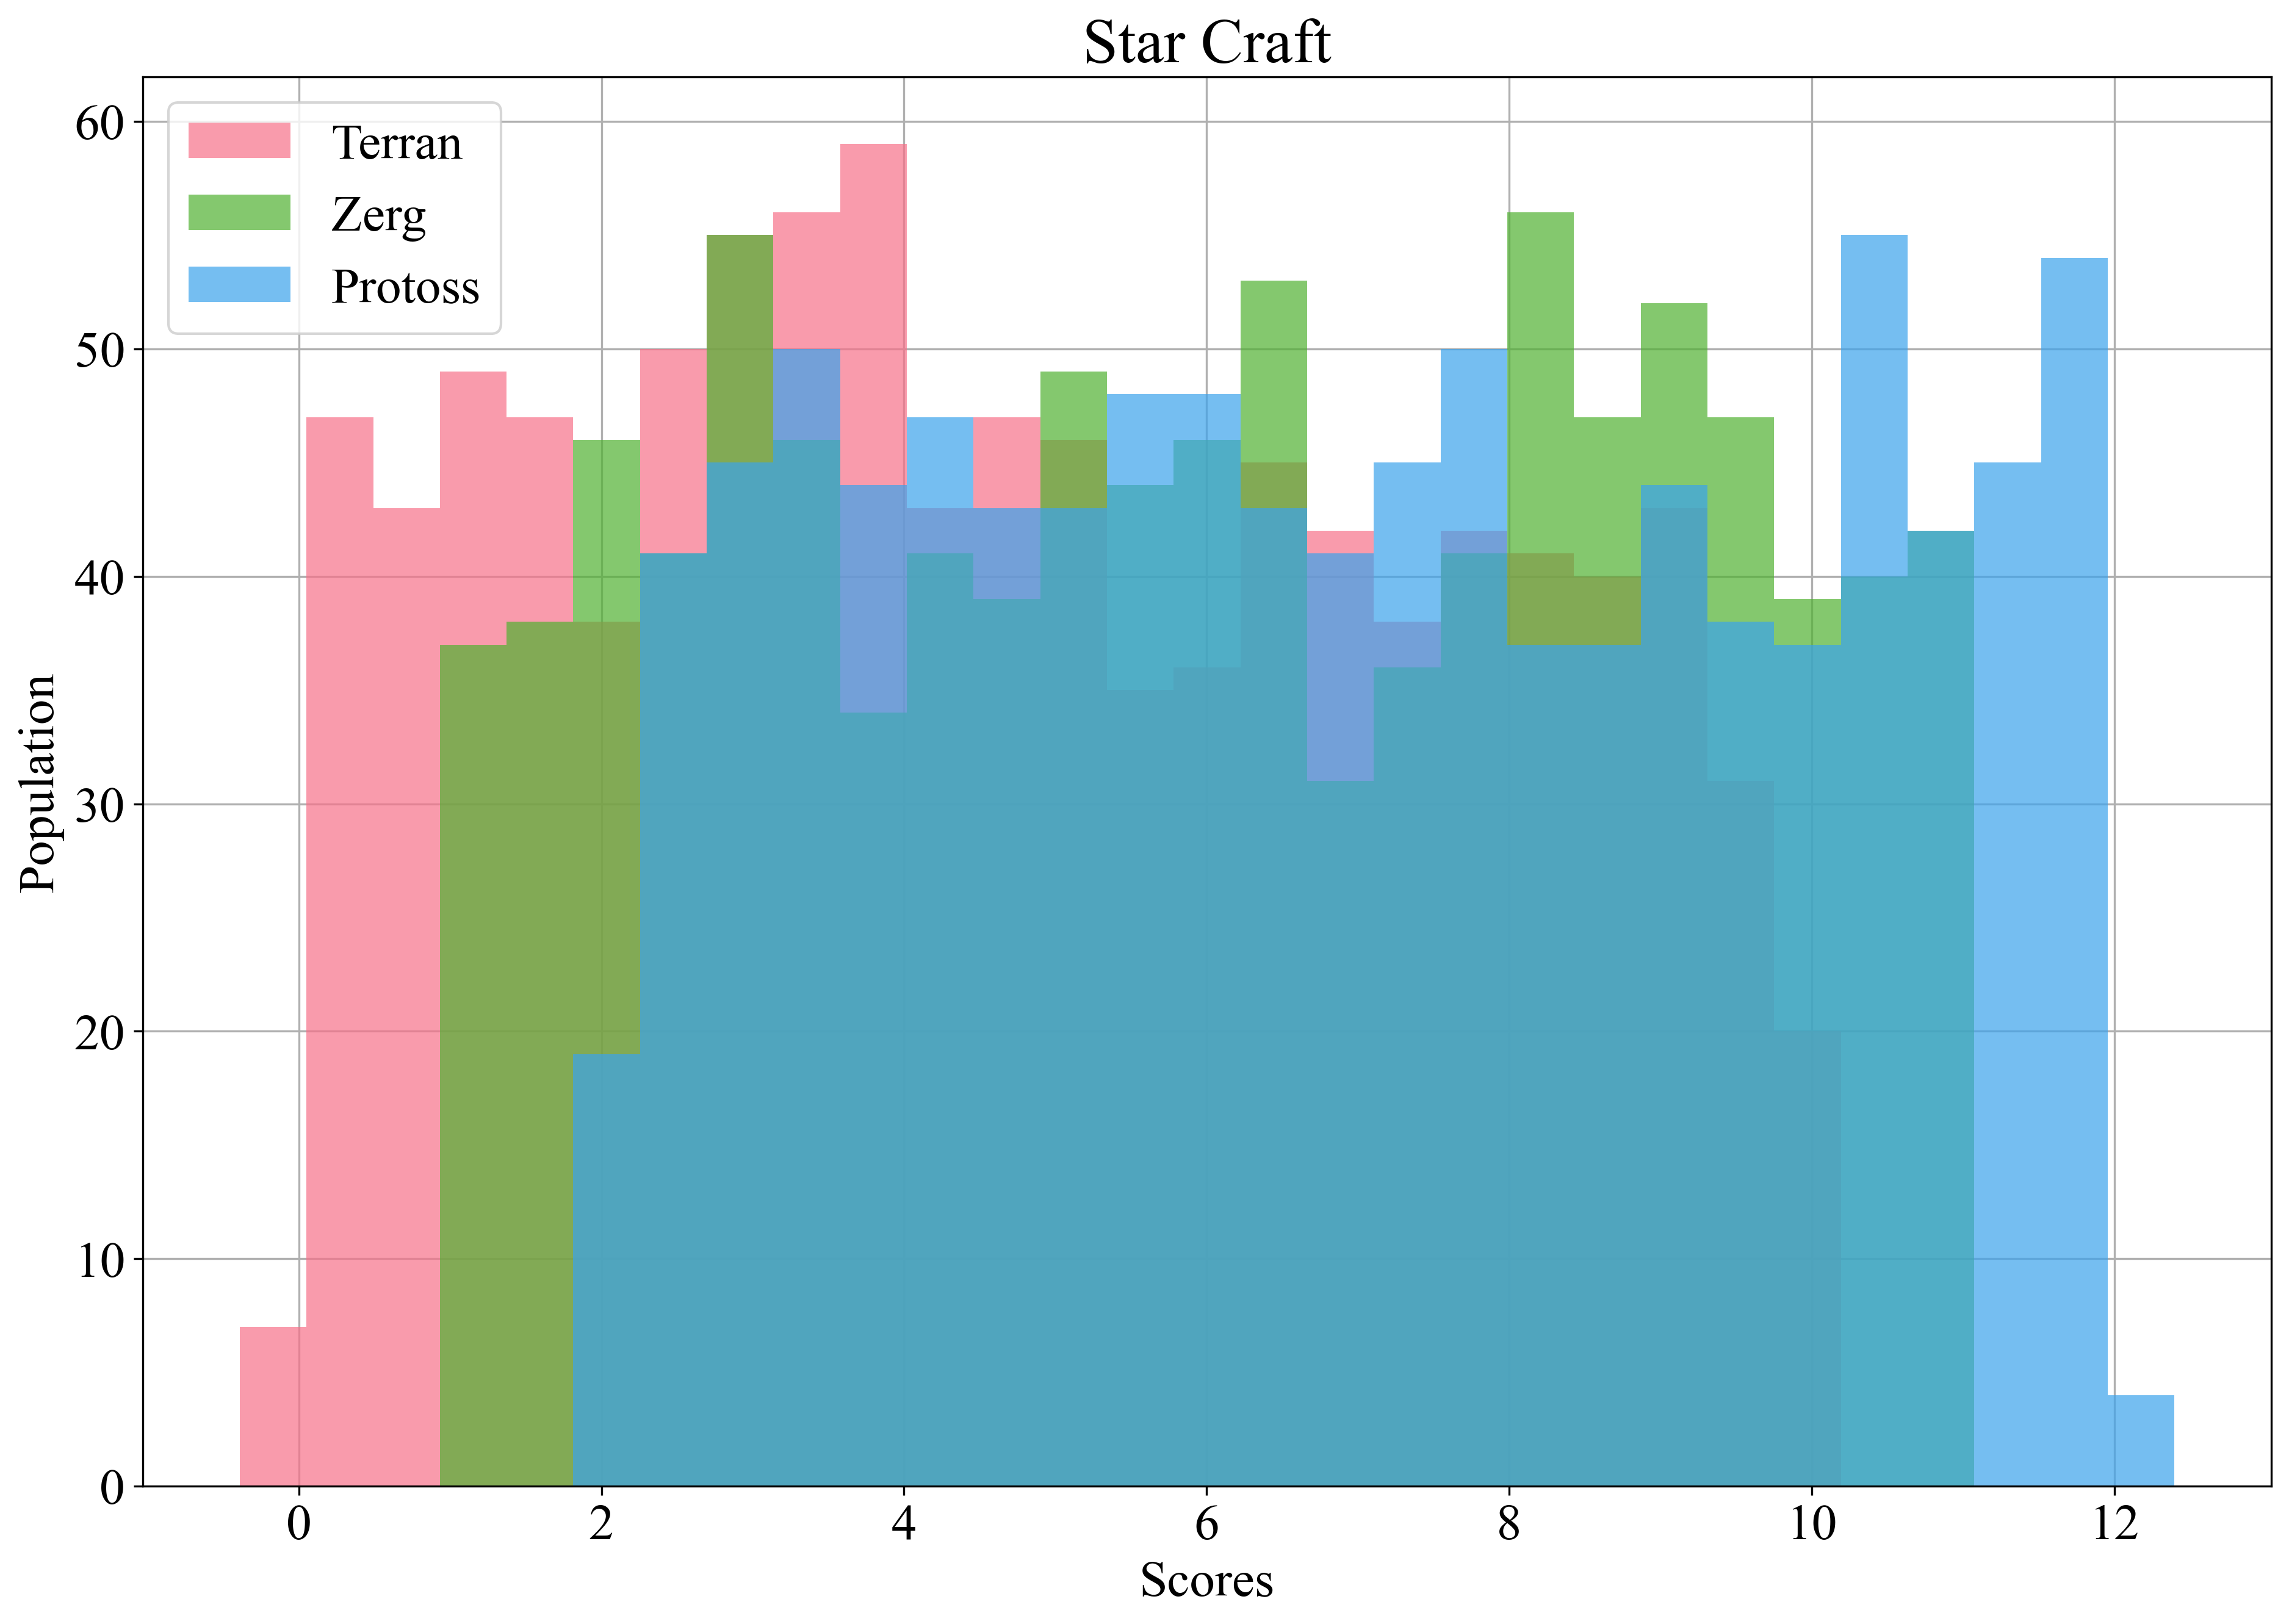 Star Craft
Terran
Zerg
Protoss
Population
60
50
40
30
20
10
0
0 2 4 6 8 10 12
Scores